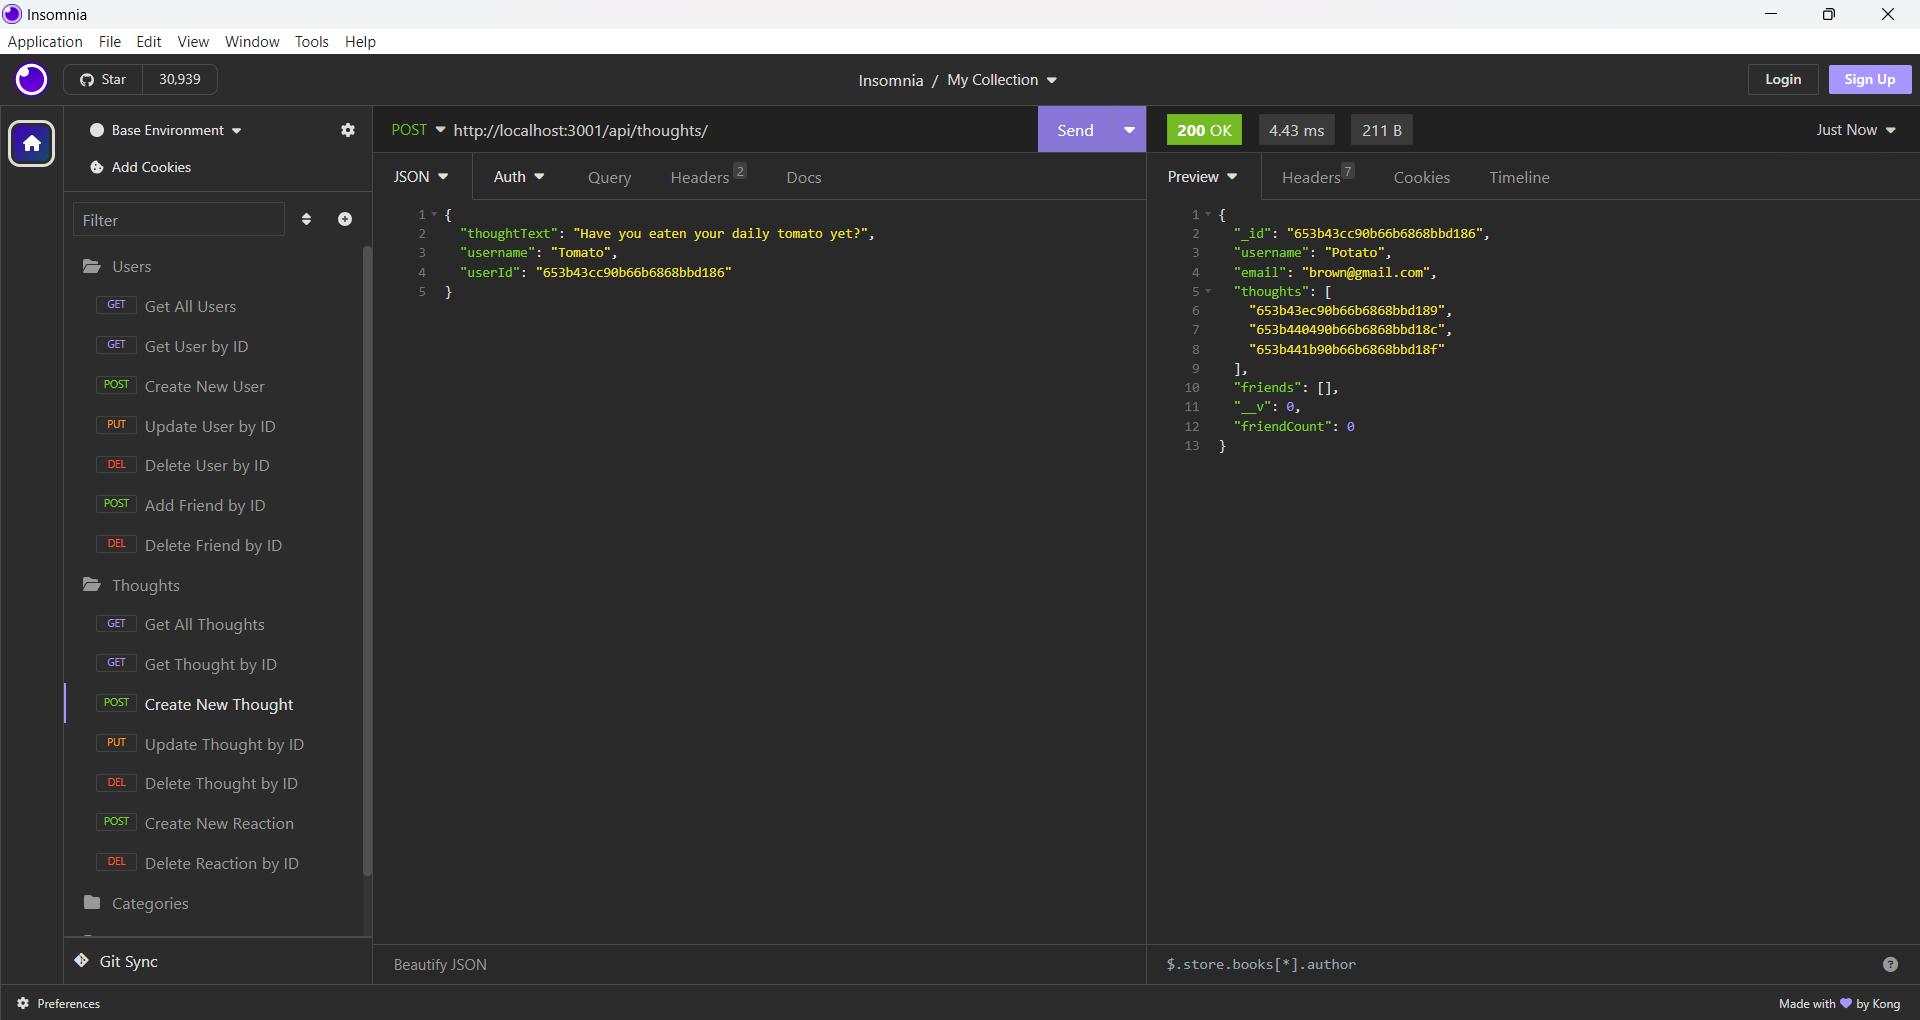 Insomnia
Application File Edit View Window Tools Help
Star 30,939
Insomnia / My Collection
Login Sign Up
Base Environment
Add Cookies
Filter
Users
GET Get All Users
GET Get User by ID
POST Create New User
PUT Update User by ID
DEL Delete User by ID
POST Add Friend by ID
DEL Delete Friend by ID
Thoughts
GET Get All Thoughts
GET Get Thought by ID
POST Create New Thought
PUT Update Thought by ID
DEL Delete Thought by ID
POST Create New Reaction
DEL Delete Reaction by ID
Categories
Git Sync
POST http://localhost:3001/api/thoughts/ Send
JSON Auth Query Headers 2 Docs
1 {
2 "thoughtText": "Have you eaten your daily tomato yet?",
3 "username": "Tomato",
4 "userId": "653b43cc90b66b6868bbd186"
5 }
Beautify JSON
200 OK 4.43 ms 211 B Just Now
Preview Headers 7 Cookies Timeline
1 {
2 "_id": "653b43cc90b66b6868bbd186",
3 "username": "Potato",
4 "email": "brown@gmail.com",
5 "thoughts": [
6 "653b43ec90b66b6868bbd189",
7 "653b440490b66b6868bbd18c",
8 "653b441b90b66b6868bbd18f"
9 ],
10 "friends": [],
11 "__v": 0,
12 "friendCount": 0
13 }
$.store.books[*].author ?
Preferences
Made with 💜 by Kong